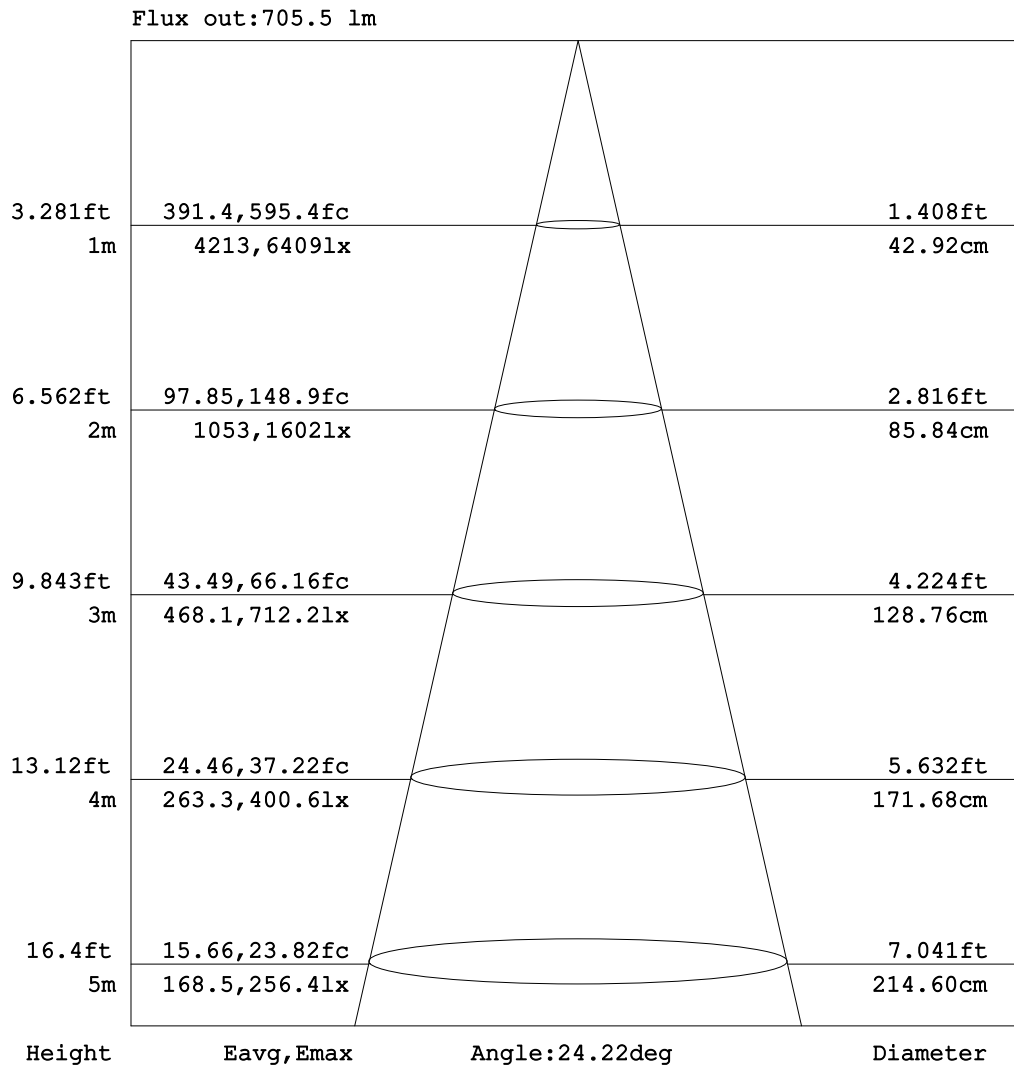 Flux out:705.5 lm
3.281ft 391.4,595.4fc 1.408ft
1m 4213,6409lx 42.92cm
6.562ft 97.85,148.9fc 2.816ft
2m 1053,1602lx 85.84cm
9.843ft 43.49,66.16fc 4.224ft
3m 468.1,712.2lx 128.76cm
13.12ft 24.46,37.22fc 5.632ft
4m 263.3,400.6lx 171.68cm
16.4ft 15.66,23.82fc 7.041ft
5m 168.5,256.4lx 214.60cm
Height Eavg,Emax Angle:24.22deg Diameter